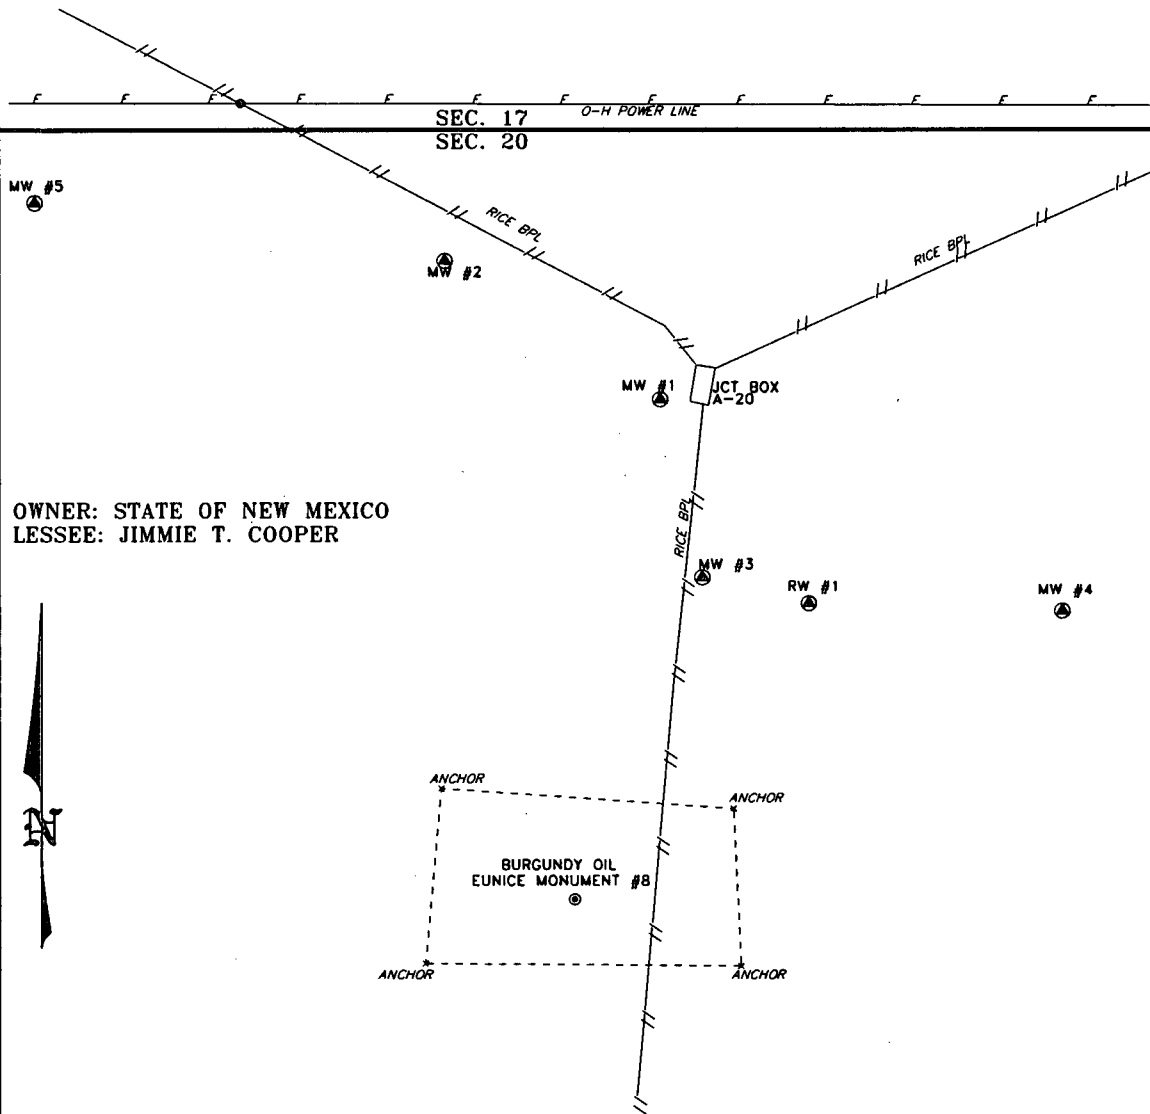 E E E E E E E E E E E E E
O-H POWER LINE
SEC. 17
SEC. 20
MW #5
RICE BPL
MW #2
RICE BPL
MW #1
JCT BOX
A-20
OWNER: STATE OF NEW MEXICO
LESSEE: JIMMIE T. COOPER
RICE BPL
MW #3
RW #1
MW #4
N
ANCHOR
ANCHOR
BURGUNDY OIL
EUNICE MONUMENT #8
ANCHOR
ANCHOR